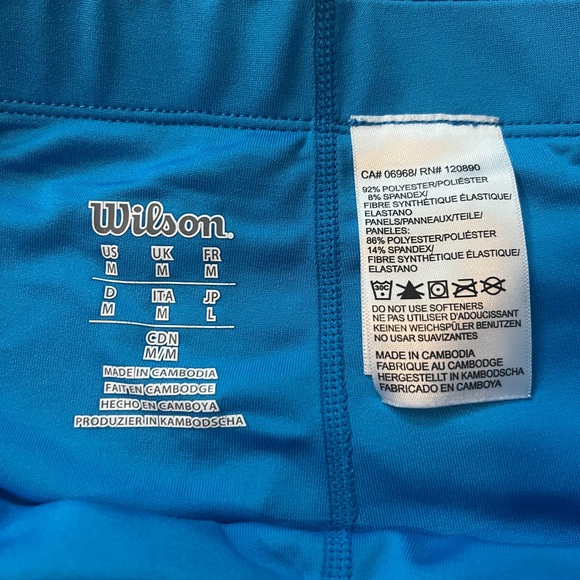 Wilson
US UK FR
M M M
D ITA JP
M M L
CDN
M/M
MADE IN CAMBODIA
FAIT EN CAMBODGE
HECHO EN CAMBOYA
PRODUZIER IN KAMBODSCHA
CA# 06968/ RN# 120890
92% POLYESTER/POLIÉSTER
8% SPANDEX/
FIBRE SYNTHÉTIQUE ÉLASTIQUE/
ELASTANO
PANELS/PANNEAUX/TEILE/
PANELES:
86% POLYESTER/POLIÉSTER
14% SPANDEX/
FIBRE SYNTHÉTIQUE ÉLASTIQUE/
ELASTANO
30C
DO NOT USE SOFTENERS
NE PAS UTILISER D'ADOUCISSANT
KEINEN WEICHSPÜLER BENUTZEN
NO USAR SUAVIZANTES
MADE IN CAMBODIA
FABRIQUE AU CAMBODGE
HERGESTELLT IN KAMBODSCHA
FABRICADO EN CAMBOYA